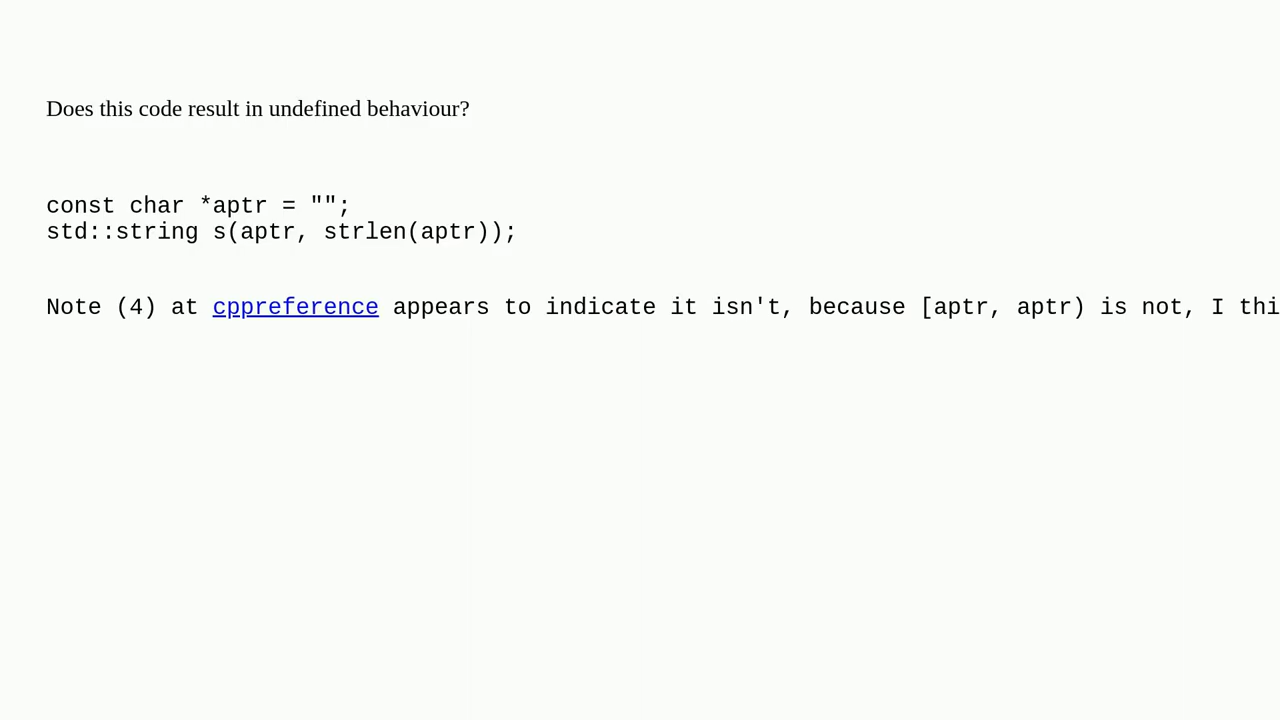 Does this code result in undefined behaviour?
const char *aptr = "";
std::string s(aptr, strlen(aptr));
Note (4) at cppreference appears to indicate it isn't, because [aptr, aptr) is not, I thi